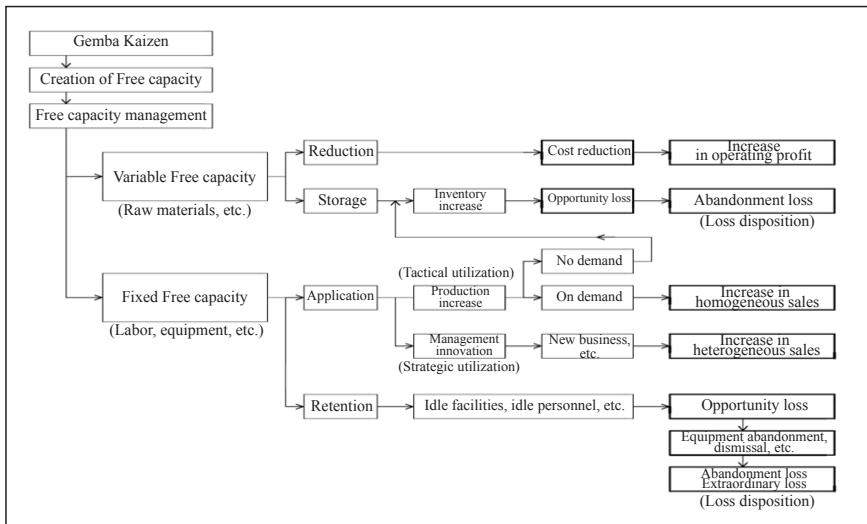 Gemba Kaizen
Creation of Free capacity
Free capacity management
Variable Free capacity
(Raw materials, etc.)
Reduction
Cost reduction
Increase
in operating profit
Storage
Inventory
increase
Opportunity loss
Abandonment loss
(Loss disposition)
Fixed Free capacity
(Labor, equipment, etc.)
Application
(Tactical utilization)
Production
increase
No demand
On demand
Increase in
homogeneous sales
Management
innovation
(Strategic utilization)
New business,
etc.
Increase in
heterogeneous sales
Retention
Idle facilities, idle personnel, etc.
Opportunity loss
Equipment abandonment,
dismissal, etc.
Abandonment loss
Extraordinary loss
(Loss disposition)